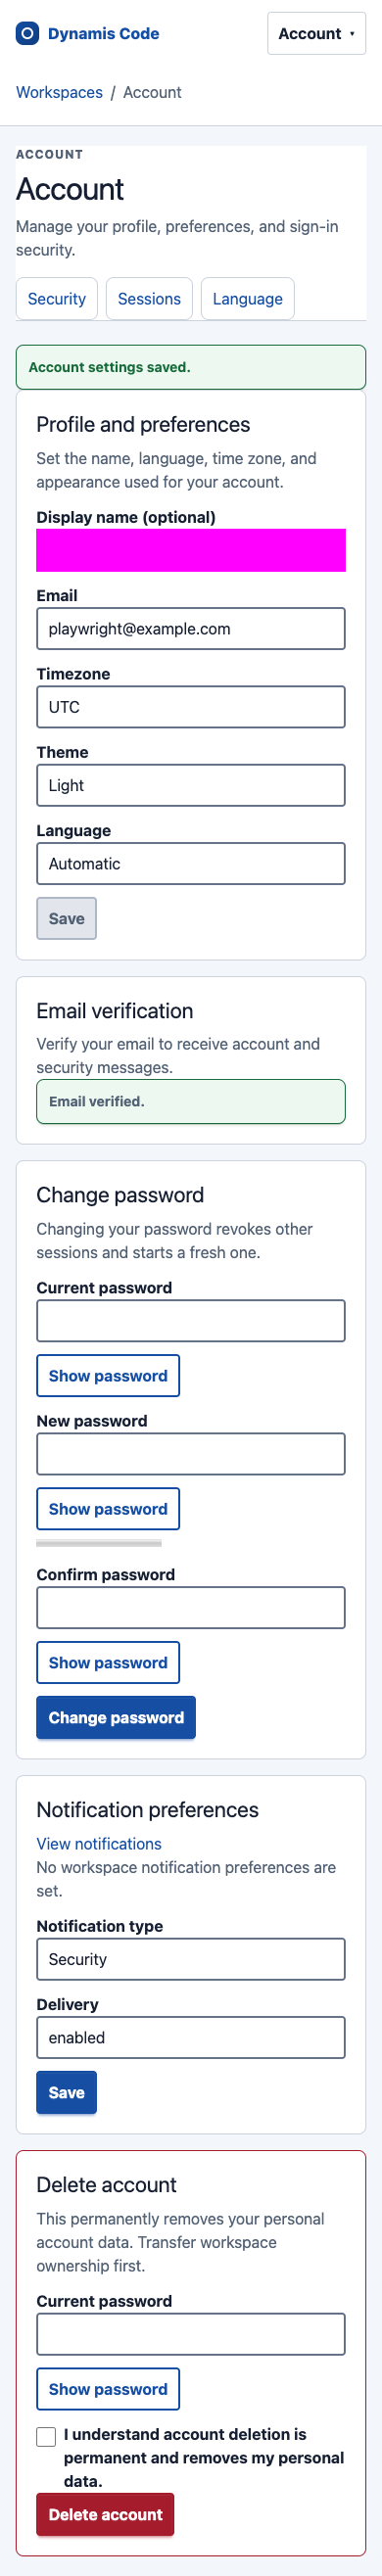 Dynamis Code
Account
Workspaces / Account
ACCOUNT
Account
Manage your profile, preferences, and sign-in
security.
Security
Sessions
Language
Account settings saved.
Profile and preferences
Set the name, language, time zone, and
appearance used for your account.
Display name (optional)
Email
playwright@example.com
Timezone
UTC
Theme
Light
Language
Automatic
Save
Email verification
Verify your email to receive account and
security messages.
Email verified.
Change password
Changing your password revokes other
sessions and starts a fresh one.
Current password
Show password
New password
Show password
Confirm password
Show password
Change password
Notification preferences
View notifications
No workspace notification preferences are
set.
Notification type
Security
Delivery
enabled
Save
Delete account
This permanently removes your personal
account data. Transfer workspace
ownership first.
Current password
Show password
I understand account deletion is
permanent and removes my personal
data.
Delete account